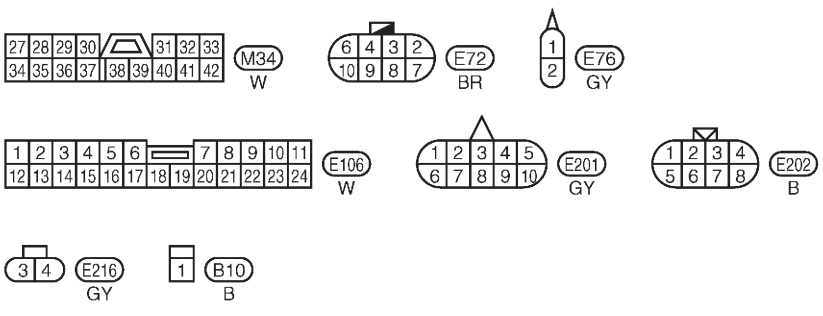 27 28 29 30 31 32 33
34 35 36 37 38 39 40 41 42
M34
W
6 4 3 2
10 9 8 7
E72
BR
1
2
E76
GY
1 2 3 4 5 6 7 8 9 10 11
12 13 14 15 16 17 18 19 20 21 22 23 24
E106
W
1 2 3 4 5
6 7 8 9 10
E201
GY
1 2 3 4
5 6 7 8
E202
B
3 4
E216
GY
1
B10
B